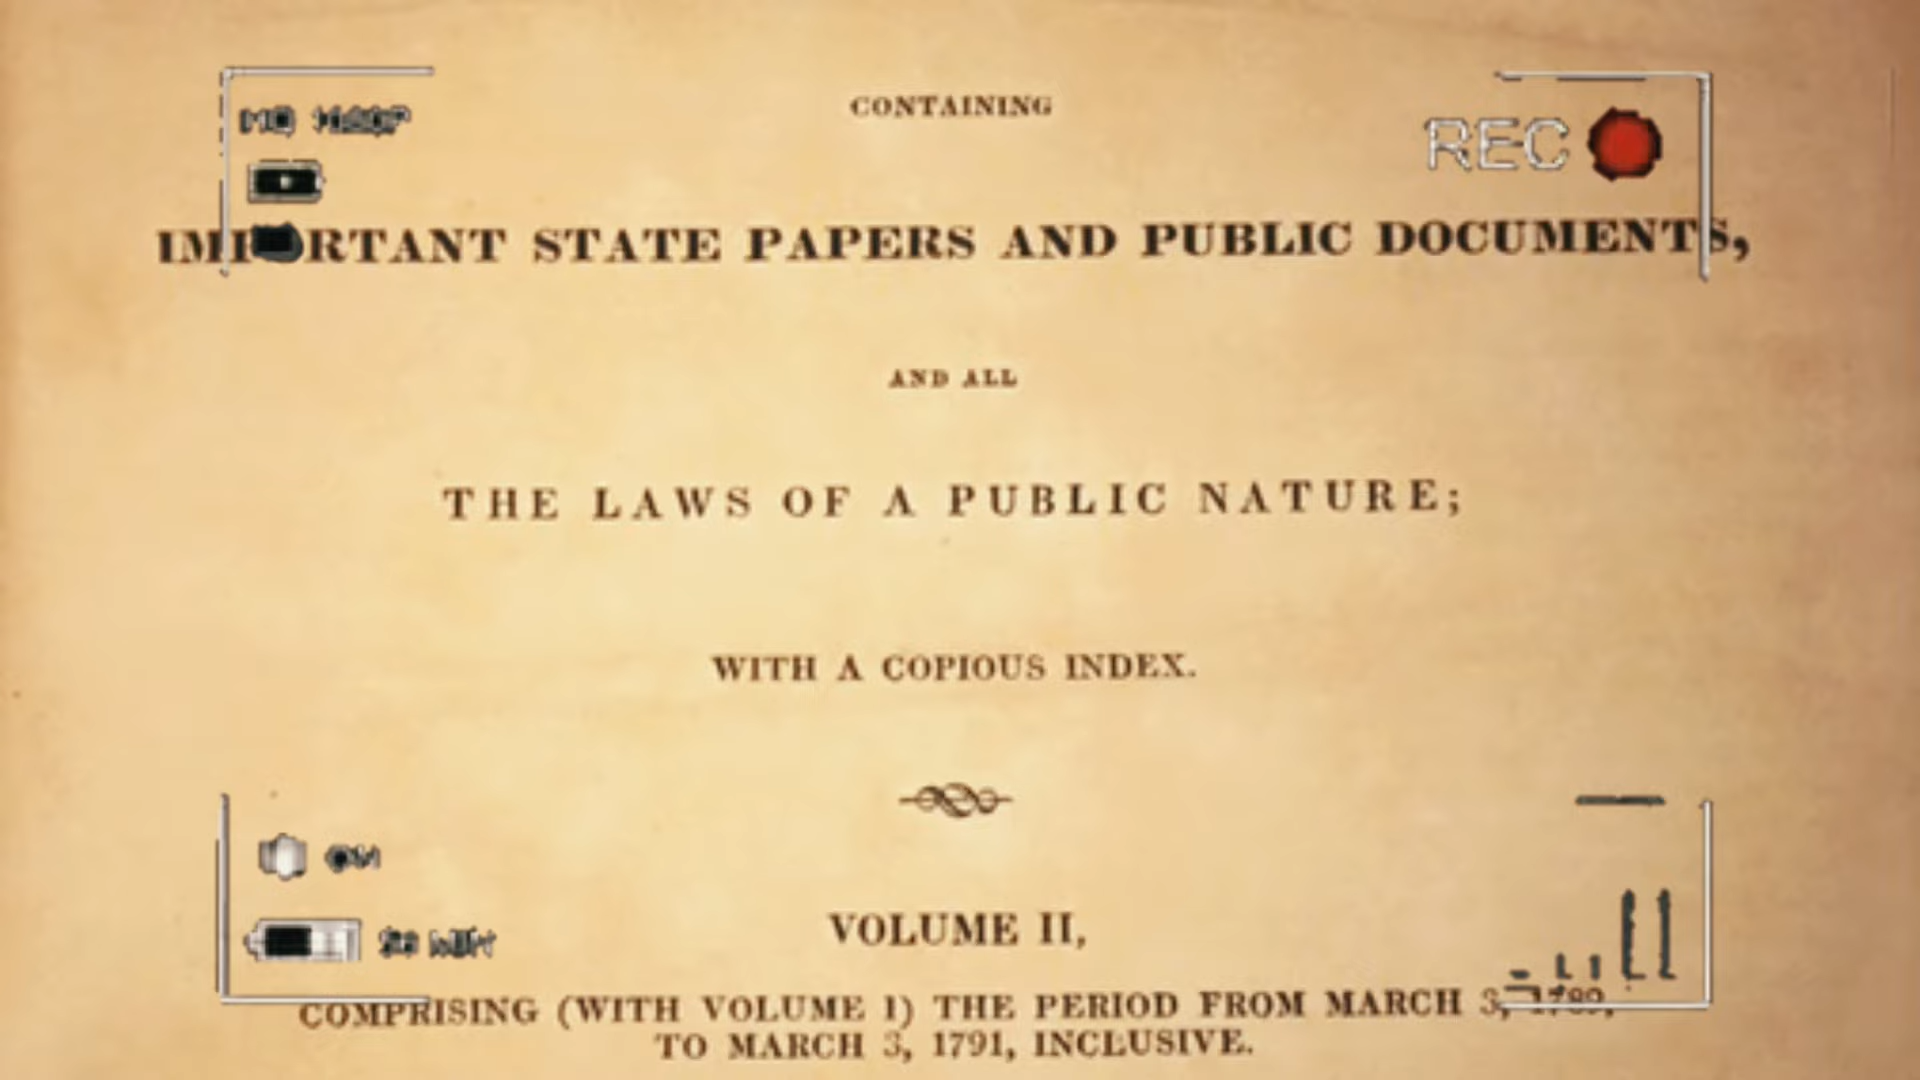 CONTAINING
REC
IMPORTANT STATE PAPERS AND PUBLIC DOCUMENTS,
AND ALL
THE LAWS OF A PUBLIC NATURE;
WITH A COPIOUS INDEX.
VOLUME II,
COMPRISING (WITH VOLUME I) THE PERIOD FROM MARCH 3, 1789,
TO MARCH 3, 1791, INCLUSIVE.